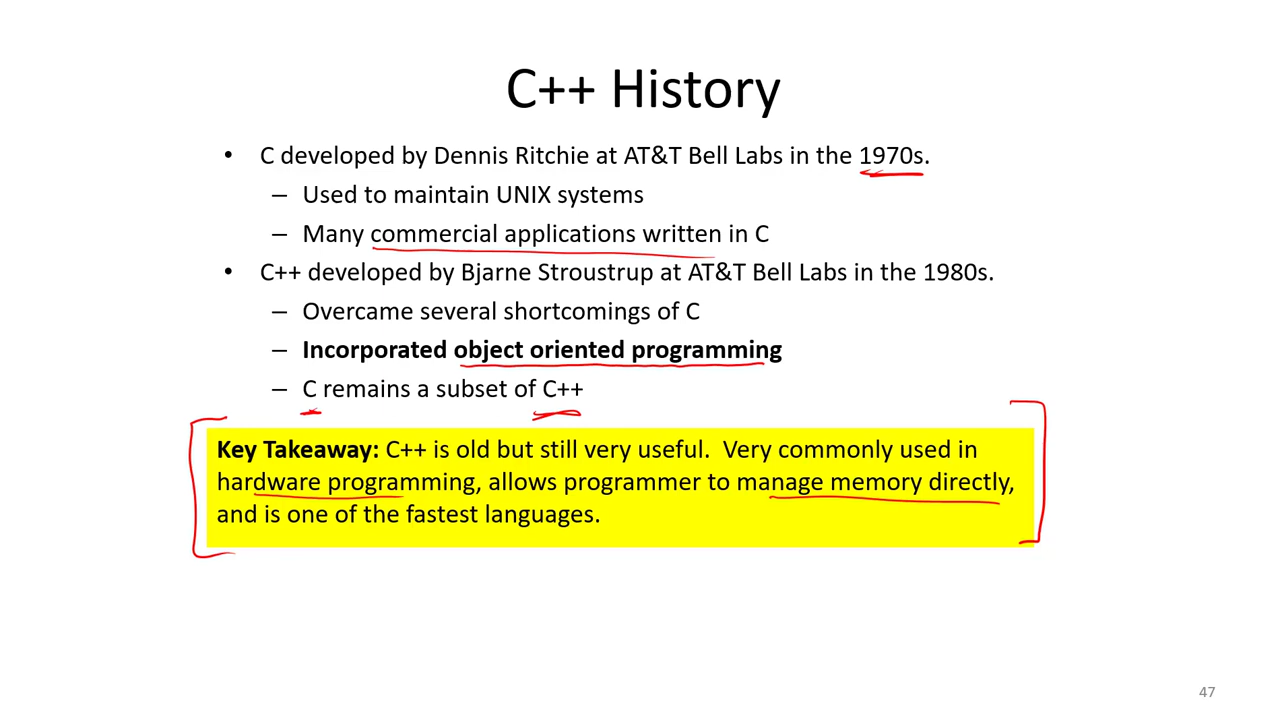 C++ History
• C developed by Dennis Ritchie at AT&T Bell Labs in the 1970s.
– Used to maintain UNIX systems
– Many commercial applications written in C
• C++ developed by Bjarne Stroustrup at AT&T Bell Labs in the 1980s.
– Overcame several shortcomings of C
– Incorporated object oriented programming
– C remains a subset of C++
Key Takeaway: C++ is old but still very useful. Very commonly used in
hardware programming, allows programmer to manage memory directly,
and is one of the fastest languages.
47